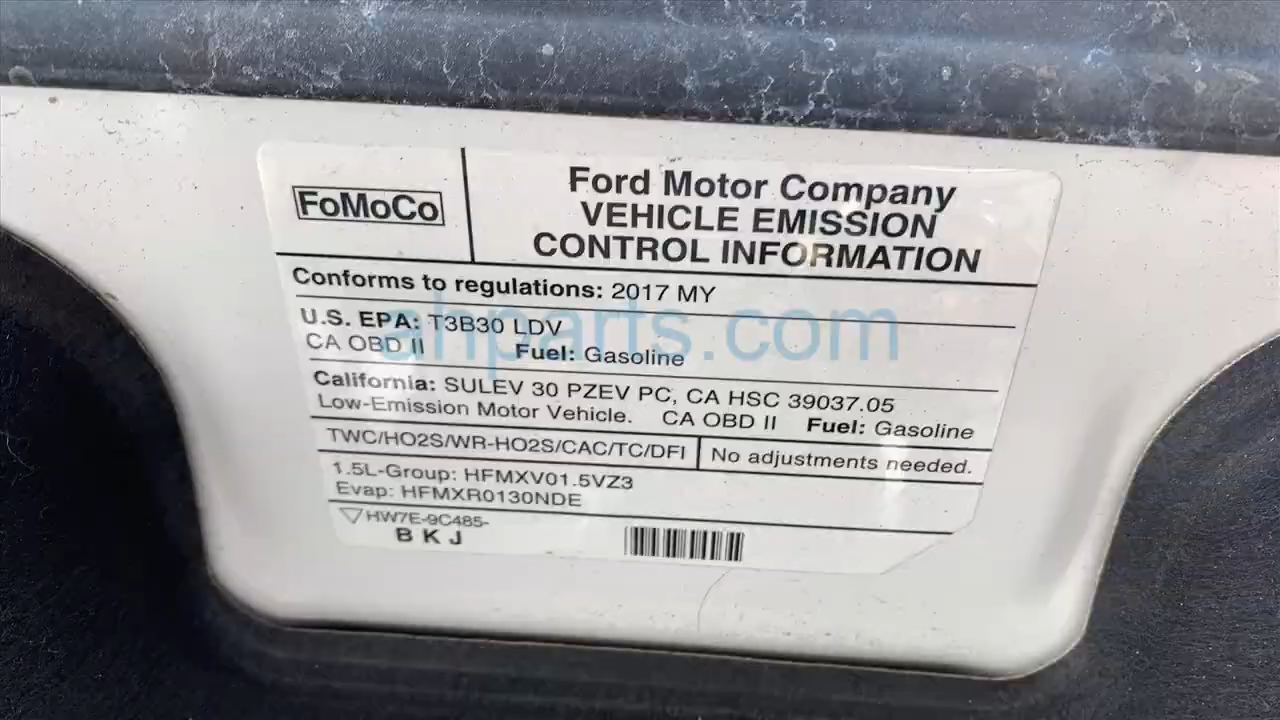 FoMoCo
Ford Motor Company
VEHICLE EMISSION
CONTROL INFORMATION
Conforms to regulations: 2017 MY
U.S. EPA: T3B30 LDV
CA OBD II Fuel: Gasoline
California: SULEV 30 PZEV PC, CA HSC 39037.05
Low-Emission Motor Vehicle. CA OBD II Fuel: Gasoline
TWC/HO2S/WR-HO2S/CAC/TC/DFI No adjustments needed.
1.5L-Group: HFMXV01.5VZ3
Evap: HFMXR0130NDE
HW7E-9C485-
B K J
ahparts.com